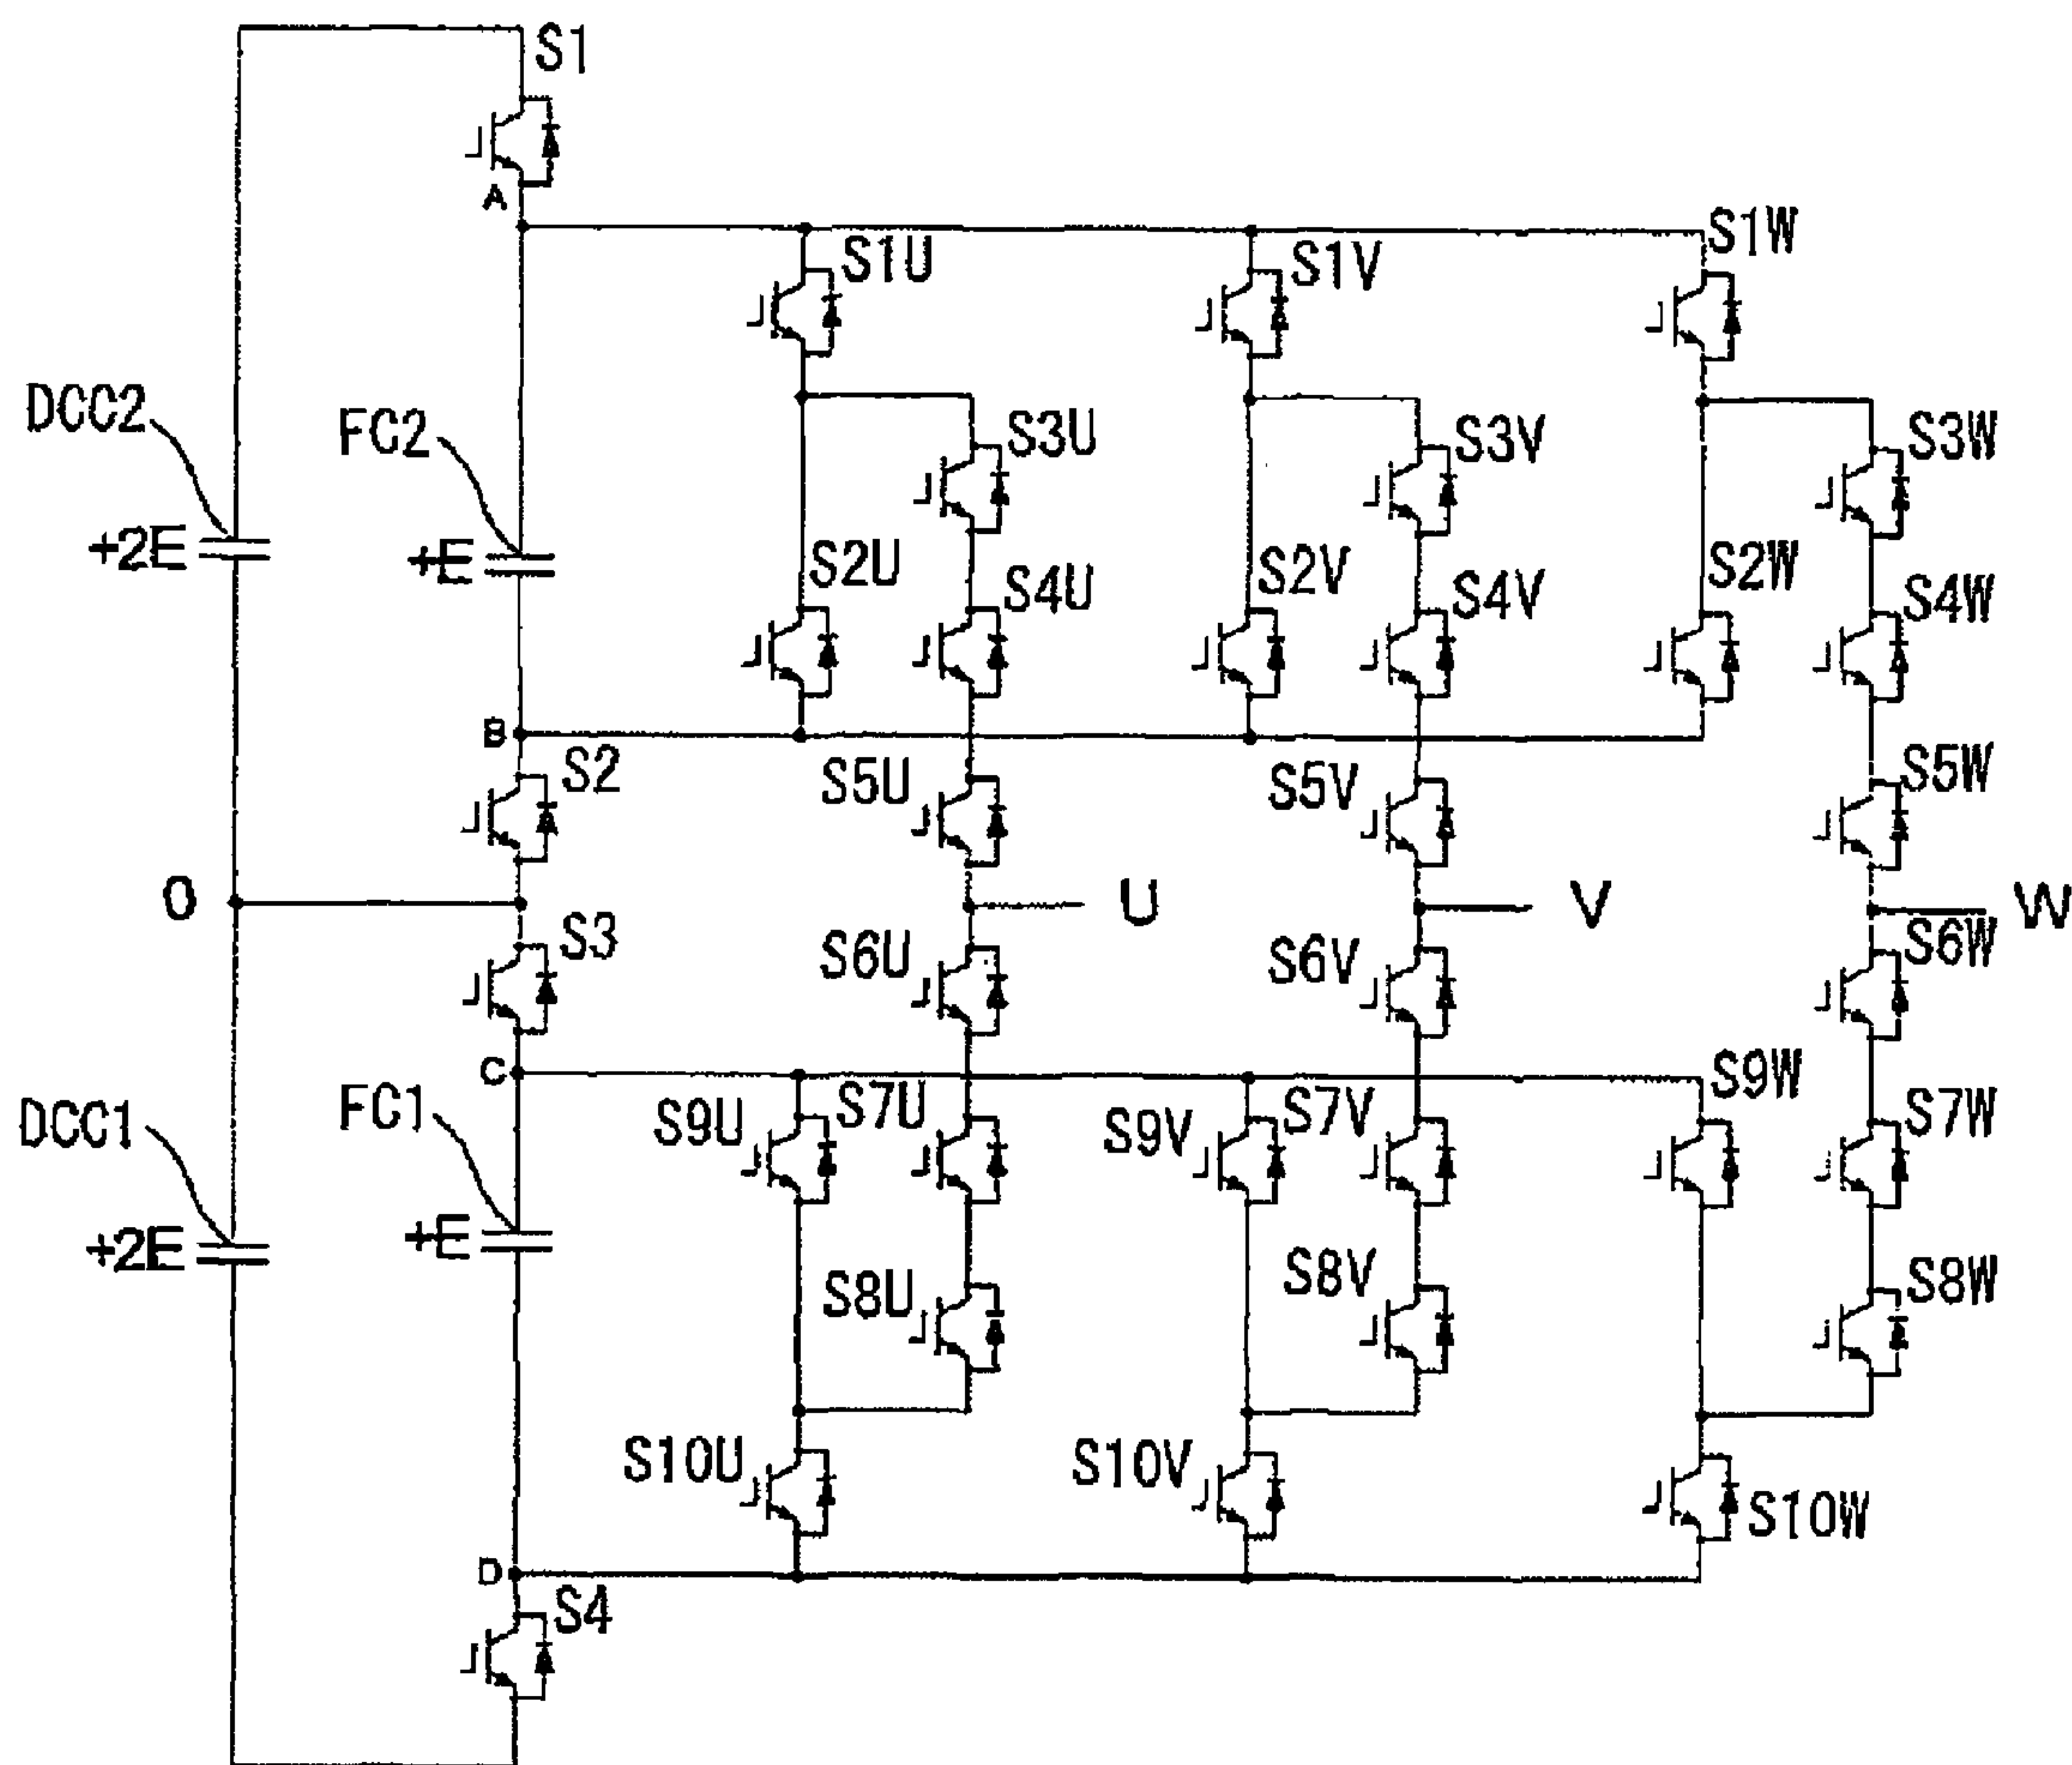 S1
A
S1U
S1V
S1W
DCC2
FC2
S3U
S3V
S3W
+2E
+E
S2U
S4U
S2V
S4V
S2W
S4W
B
S2
S5U
S5V
S5W
O
U
V
W
S3
S6U
S6V
S6W
C
DCC1
FC1
S9U
S7U
S9V
S7V
S9W
S7W
+2E
+E
S8U
S8V
S8W
S10U
S10V
S10W
D
S4